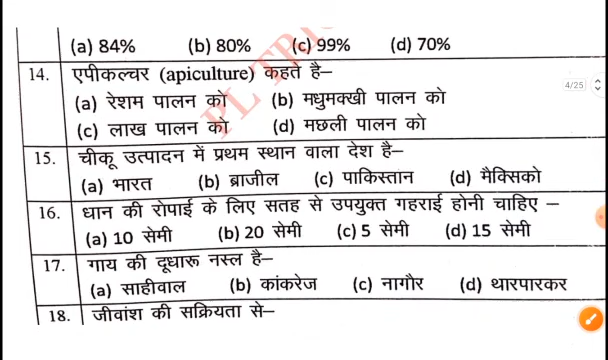 (a) 84% (b) 80% (c) 99% (d) 70%
14. एपीकल्चर (apiculture) कहते है–
4/25
(a) रेशम पालन को (b) मधुमक्खी पालन को
(c) लाख पालन को (d) मछली पालन को
15. चीकू उत्पादन में प्रथम स्थान वाला देश है–
(a) भारत (b) ब्राजील (c) पाकिस्तान (d) मैक्सिको
16. धान की रोपाई के लिए सतह से उपयुक्त गहराई होनी चाहिए –
(a) 10 सेमी (b) 20 सेमी (c) 5 सेमी (d) 15 सेमी
17. गाय की दूधारू नस्ल है–
(a) साहीवाल (b) कांकरेज (c) नागौर (d) थारपारकर
18. जीवांश की सक्रियता से–